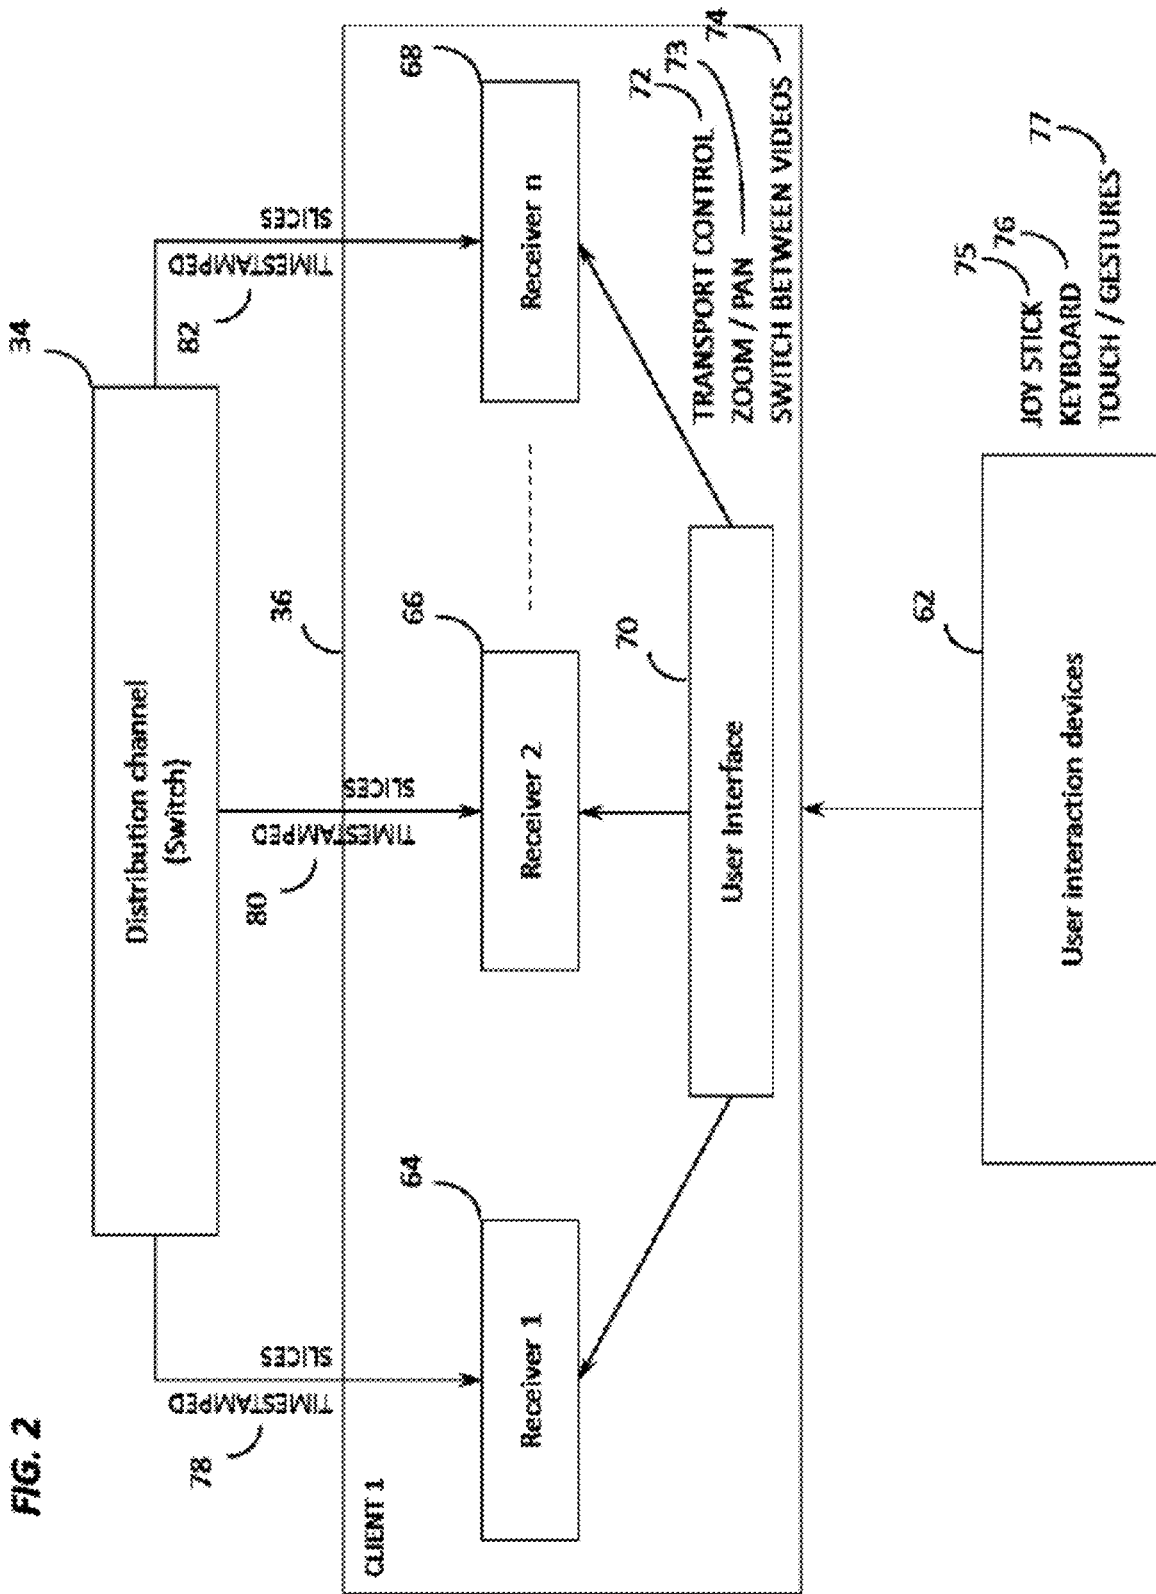 FIG. 2
34
Distribution channel
(Switch)
78
TIMESTAMPED
SLICES
80
TIMESTAMPED
SLICES
82
TIMESTAMPED
SLICES
36
CLIENT 1
64
Receiver 1
66
Receiver 2
68
Receiver n
70
User Interface
72
TRANSPORT CONTROL
73
ZOOM / PAN
74
SWITCH BETWEEN VIDEOS
62
User interaction devices
75
JOY STICK
76
KEYBOARD
77
TOUCH / GESTURES